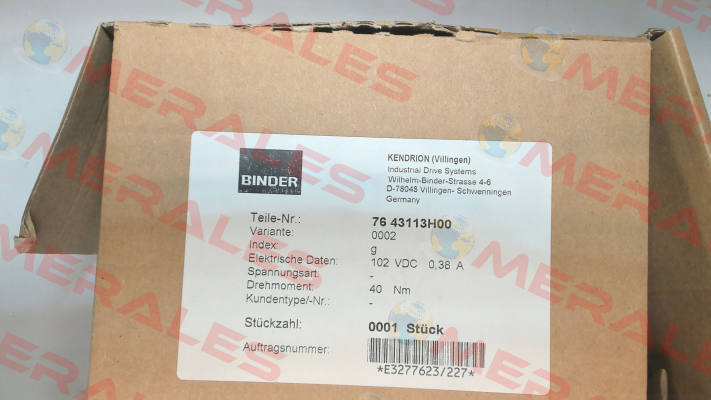 BINDER
KENDRION (Villingen)
Industrial Drive Systems
Wilhelm-Binder-Strasse 4-6
D-78048 Villingen- Schwenningen
Germany
Teile-Nr.: 76 43113H00
Variante: 0002
Index: g
Elektrische Daten: 102 VDC 0,38 A
Spannungsart: -
Drehmoment: 40 Nm
Kundentype/-Nr.: -
Stückzahl: 0001 Stück
Auftragsnummer:
*E3277623/227*
MERALES
MERALES
MERALES
MERALES
MERALES